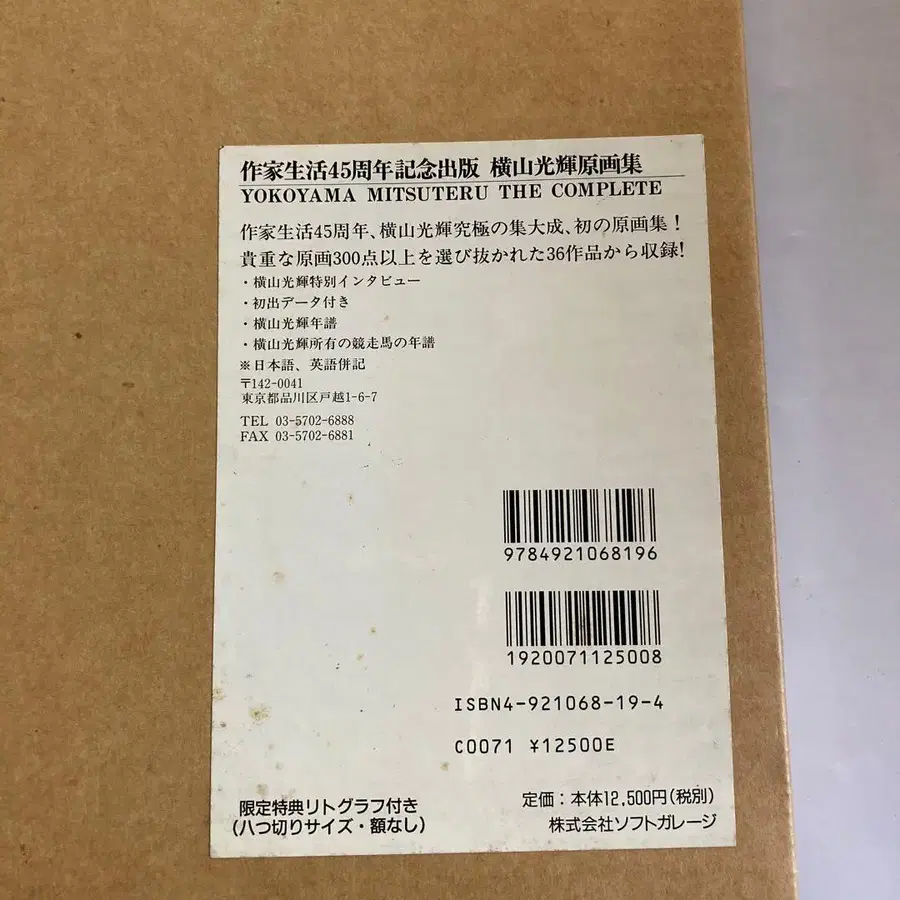 作家生活45周年記念出版 横山光輝原画集
YOKOYAMA MITSUTERU THE COMPLETE
作家生活45周年、横山光輝究極の集大成、初の原画集！
貴重な原画300点以上を選び抜かれた36作品から収録!
・横山光輝特別インタビュー
・初出データ付き
・横山光輝年譜
・横山光輝所有の競走馬の年譜
※日本語、英語併記
〒142-0041
東京都品川区戸越1-6-7
TEL 03-5702-6888
FAX 03-5702-6881
9784921068196
1920071125008
ISBN4-921068-19-4
C0071 ¥12500E
限定特典リトグラフ付き
(八つ切りサイズ・額なし)
定価：本体12,500円(税別)
株式会社ソフトガレージ